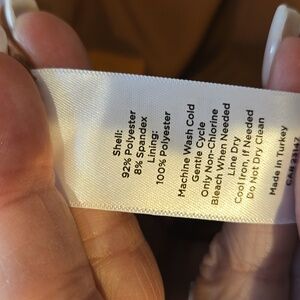 Shell:
92% Polyester
8% Spandex
Lining:
100% Polyester
Machine Wash Cold
Gentle Cycle
Only Non-Chlorine
Bleach When Needed
Line Dry
Cool Iron, If Needed
Do Not Dry Clean
Made in Turkey